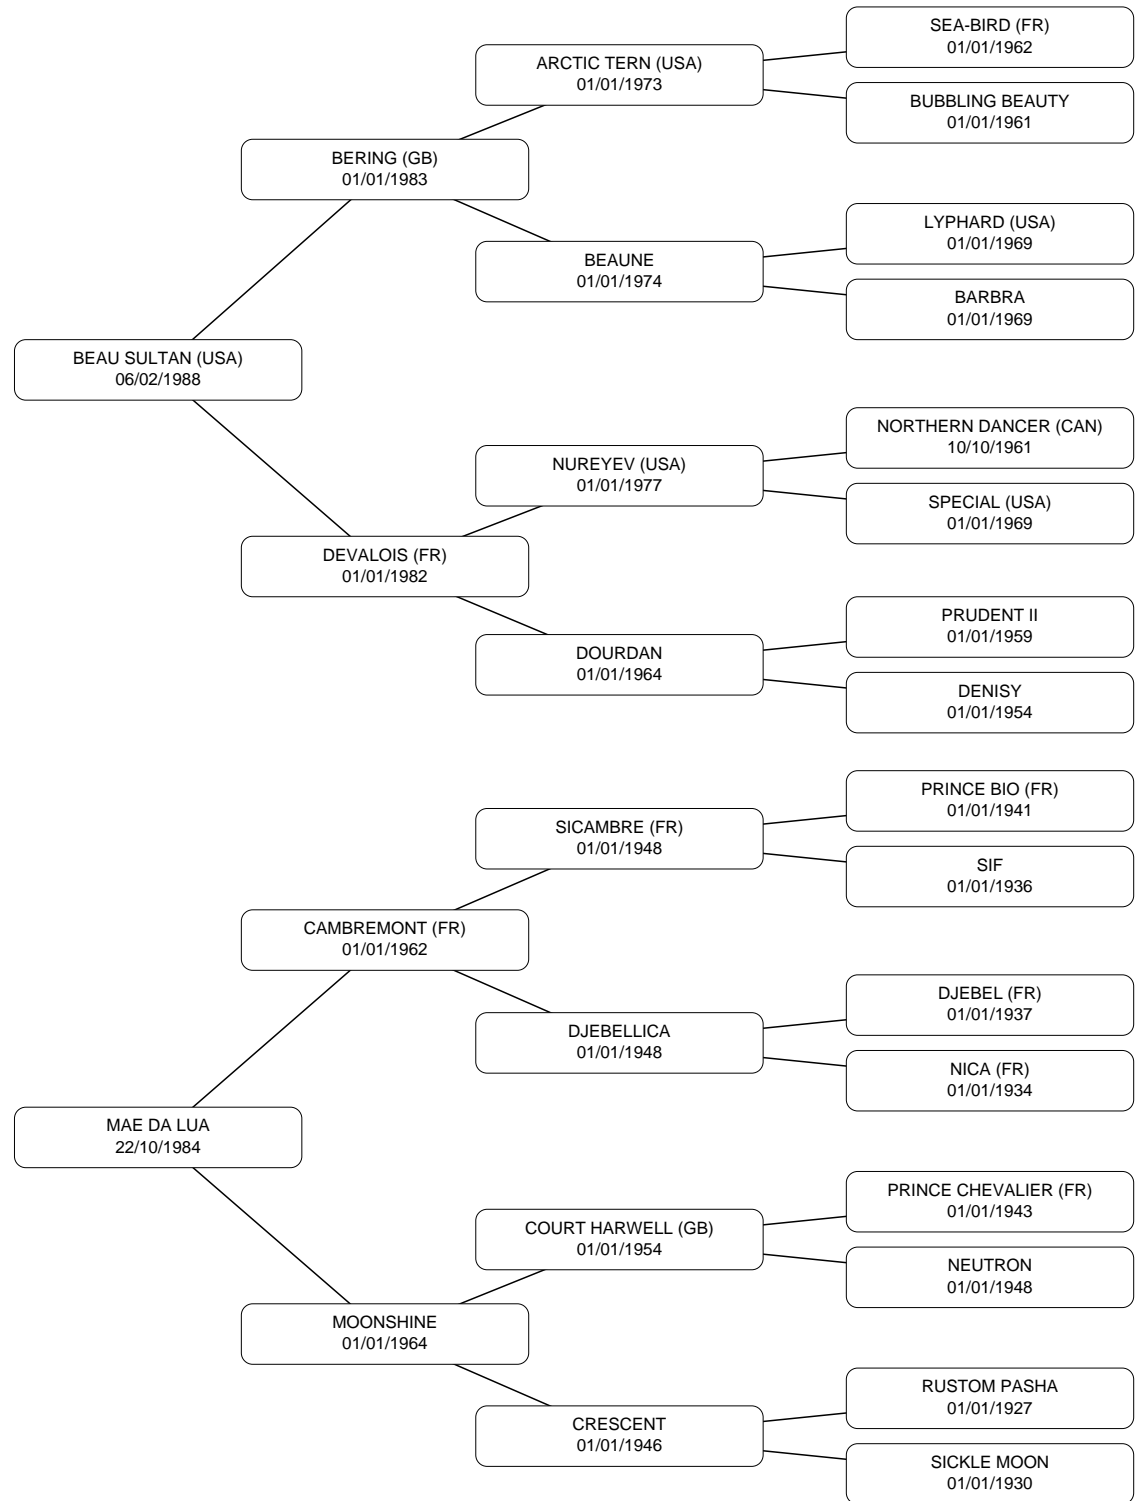 SEA-BIRD (FR)
01/01/1962
ARCTIC TERN (USA)
01/01/1973
BUBBLING BEAUTY
01/01/1961
BERING (GB)
01/01/1983
LYPHARD (USA)
01/01/1969
BEAUNE
01/01/1974
BARBRA
01/01/1969
BEAU SULTAN (USA)
06/02/1988
NORTHERN DANCER (CAN)
10/10/1961
NUREYEV (USA)
01/01/1977
SPECIAL (USA)
01/01/1969
DEVALOIS (FR)
01/01/1982
PRUDENT II
01/01/1959
DOURDAN
01/01/1964
DENISY
01/01/1954
PRINCE BIO (FR)
01/01/1941
SICAMBRE (FR)
01/01/1948
SIF
01/01/1936
CAMBREMONT (FR)
01/01/1962
DJEBEL (FR)
01/01/1937
DJEBELLICA
01/01/1948
NICA (FR)
01/01/1934
MAE DA LUA
22/10/1984
PRINCE CHEVALIER (FR)
01/01/1943
COURT HARWELL (GB)
01/01/1954
NEUTRON
01/01/1948
MOONSHINE
01/01/1964
RUSTOM PASHA
01/01/1927
CRESCENT
01/01/1946
SICKLE MOON
01/01/1930